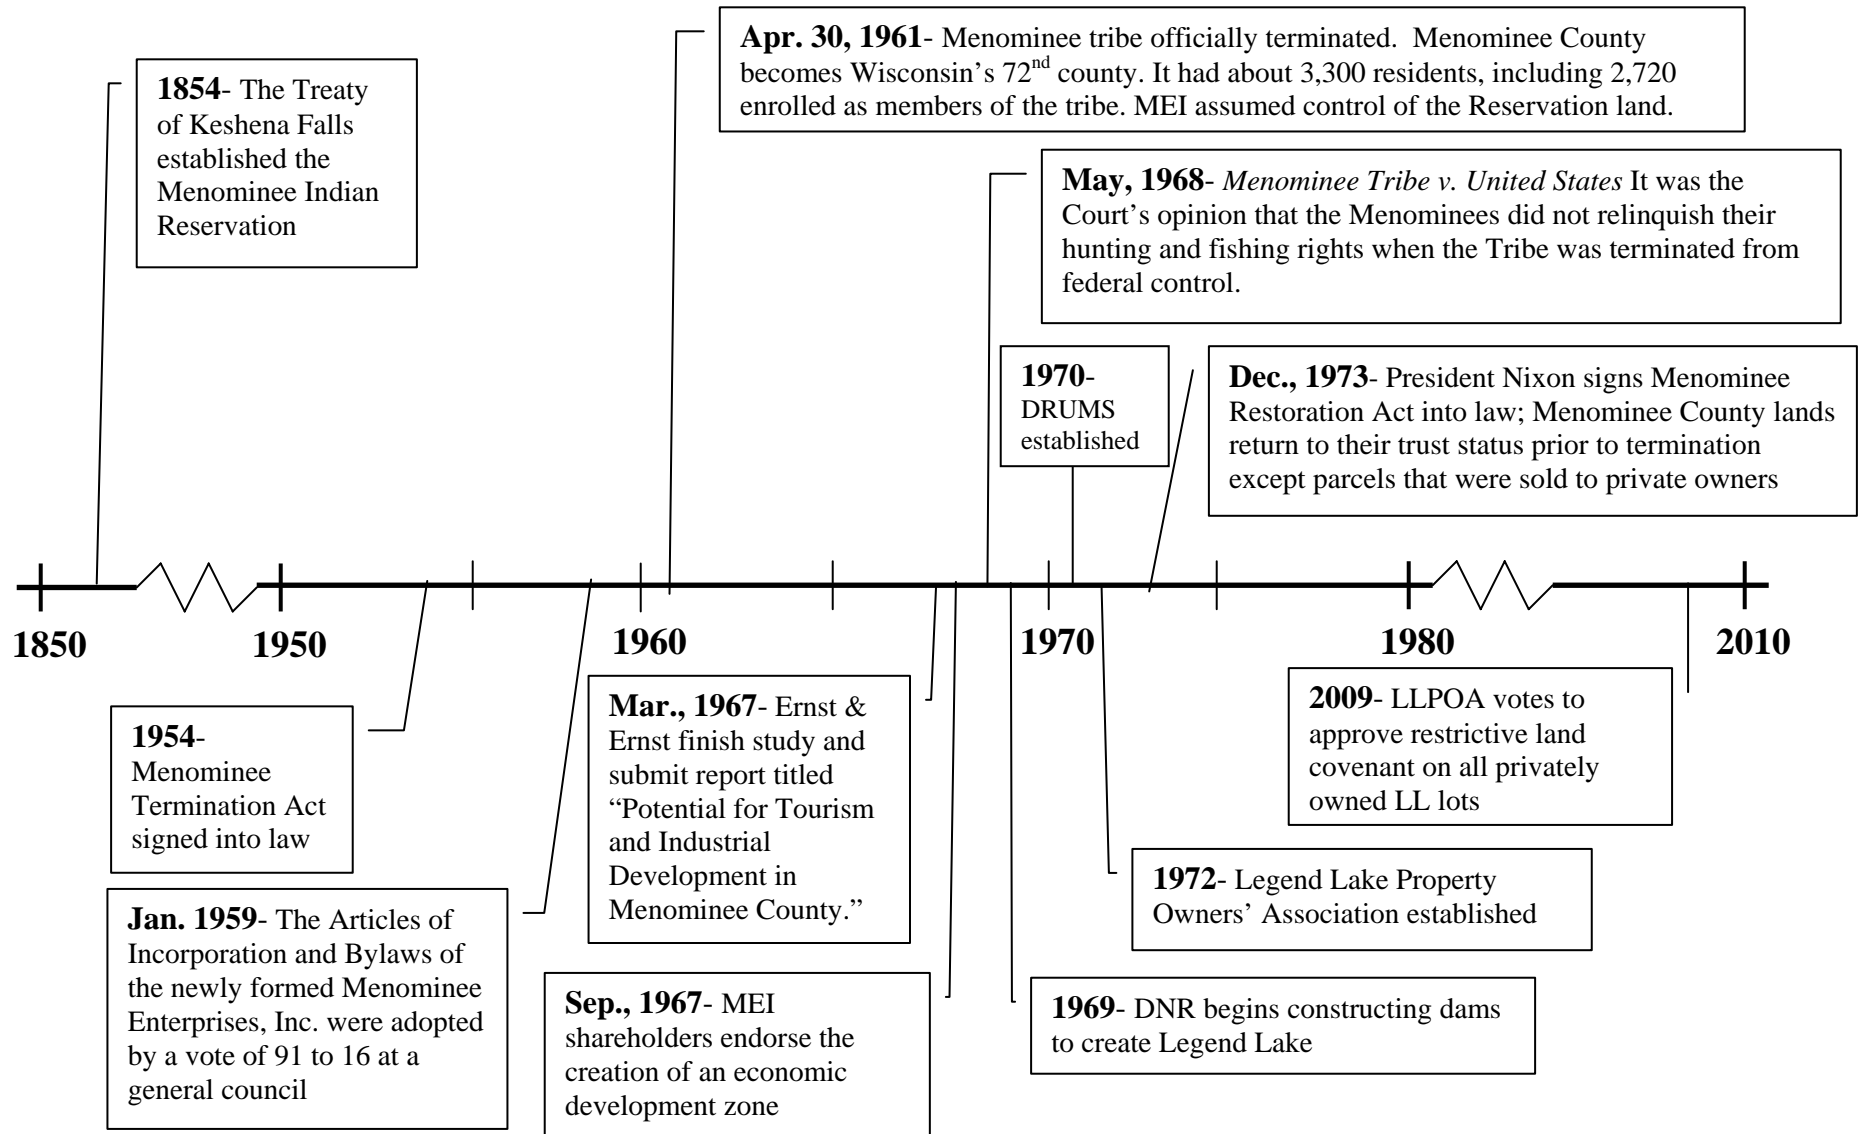 Apr. 30, 1961- Menominee tribe officially terminated. Menominee County
becomes Wisconsin’s 72nd county. It had about 3,300 residents, including 2,720
enrolled as members of the tribe. MEI assumed control of the Reservation land.
1854- The Treaty
of Keshena Falls
established the
Menominee Indian
Reservation
May, 1968- Menominee Tribe v. United States It was the
Court’s opinion that the Menominees did not relinquish their
hunting and fishing rights when the Tribe was terminated from
federal control.
1970-
DRUMS
established
Dec., 1973- President Nixon signs Menominee
Restoration Act into law; Menominee County lands
return to their trust status prior to termination
except parcels that were sold to private owners
1850
1950
1960
1970
1980
2010
1954-
Menominee
Termination Act
signed into law
Jan. 1959- The Articles of
Incorporation and Bylaws of
the newly formed Menominee
Enterprises, Inc. were adopted
by a vote of 91 to 16 at a
general council
Mar., 1967- Ernst &
Ernst finish study and
submit report titled
“Potential for Tourism
and Industrial
Development in
Menominee County.”
Sep., 1967- MEI
shareholders endorse the
creation of an economic
development zone
2009- LLPOA votes to
approve restrictive land
covenant on all privately
owned LL lots
1972- Legend Lake Property
Owners’ Association established
1969- DNR begins constructing dams
to create Legend Lake